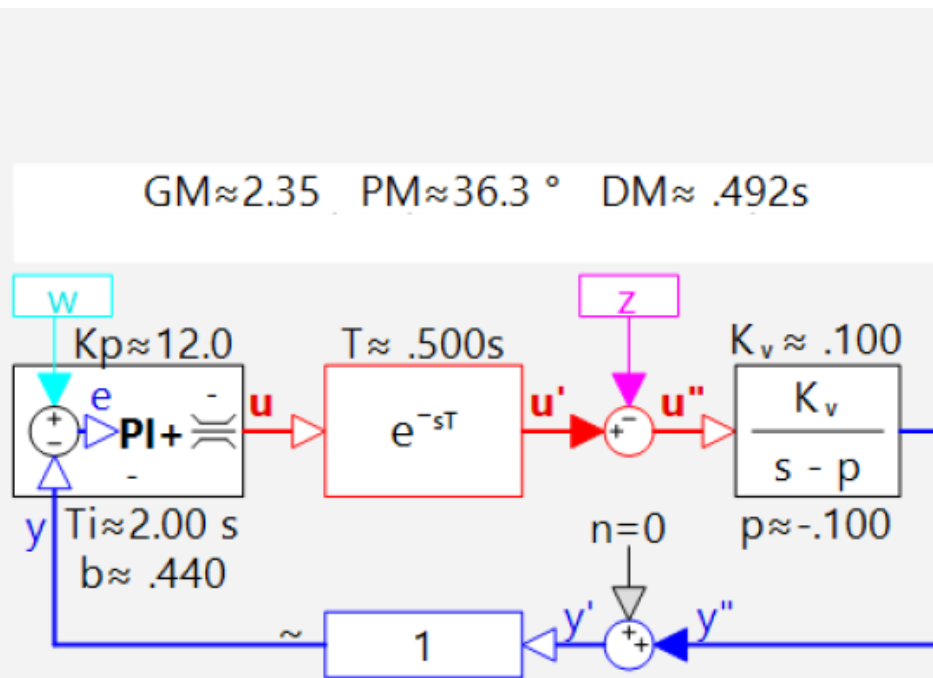 GM≈2.35 PM≈36.3 ° DM≈ .492s
w
z
Kp≈12.0
T≈ .500s
Kv≈ .100
e
PI+
u
e^-sT
u'
u"
Kv
s - p
+
−
-
-
+
−
y
Ti≈2.00 s
b≈ .440
n=0
p≈-.100
~
1
y'
+
+
y"